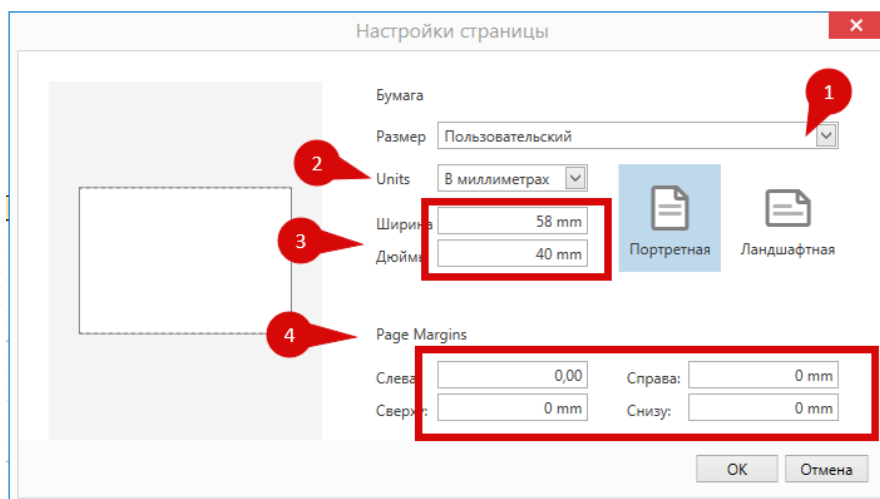 Настройки страницы
Бумага
1
Размер Пользовательский
2
Units В миллиметрах
Ширина 58 mm
3
Дюймы 40 mm
Портретная Ландшафтная
4
Page Margins
Слева 0,00 Справа: 0 mm
Сверху: 0 mm Снизу: 0 mm
OK Отмена